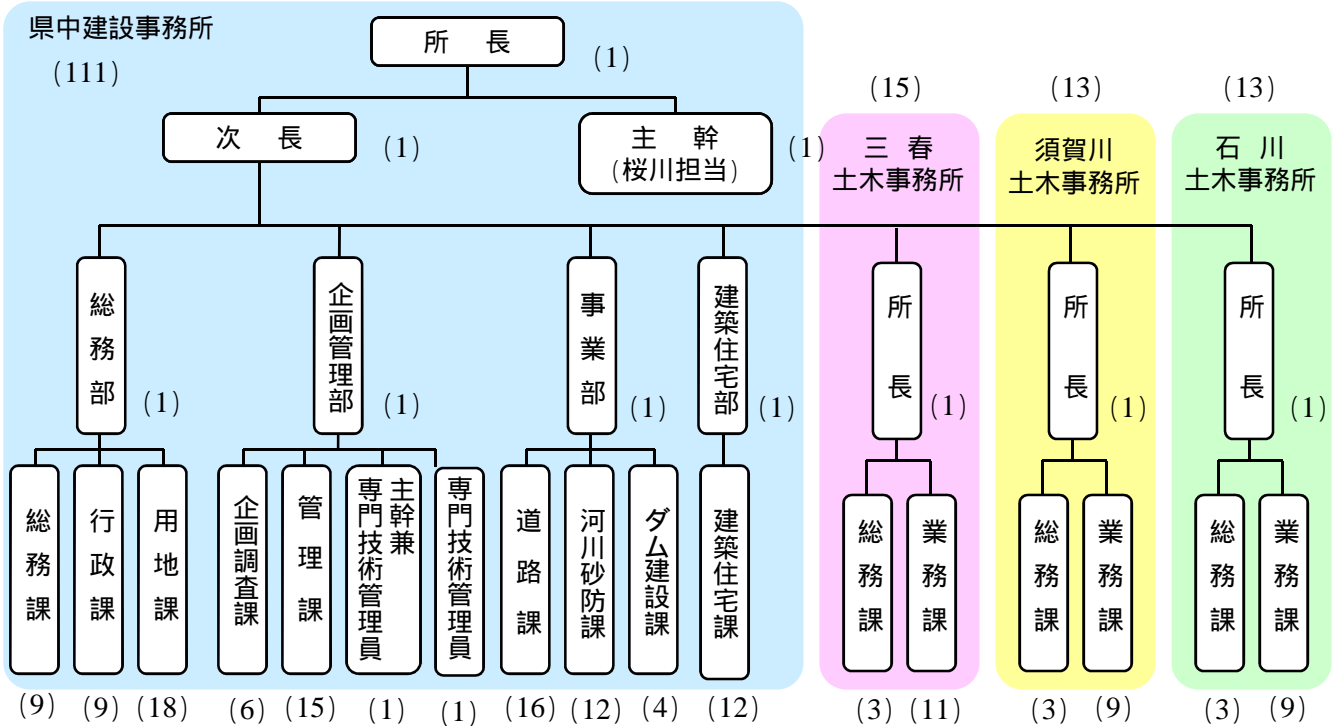 県中建設事務所
(111)
所　長
(1)
次　長
(1)
主　幹
(桜川担当)
(1)
(15)
三　春
土木事務所
(13)
須賀川
土木事務所
(13)
石　川
土木事務所
総務部
(1)
企画管理部
(1)
事業部
(1)
建築住宅部
(1)
所長
(1)
所長
(1)
所長
(1)
総務課
行政課
用地課
企画調査課
管理課
主幹兼
専門技術管理員
専門技術管理員
道路課
河川砂防課
ダム建設課
建築住宅課
総務課
業務課
総務課
業務課
総務課
業務課
(9)
(9)
(18)
(6)
(15)
(1)
(1)
(16)
(12)
(4)
(12)
(3)
(11)
(3)
(9)
(3)
(9)